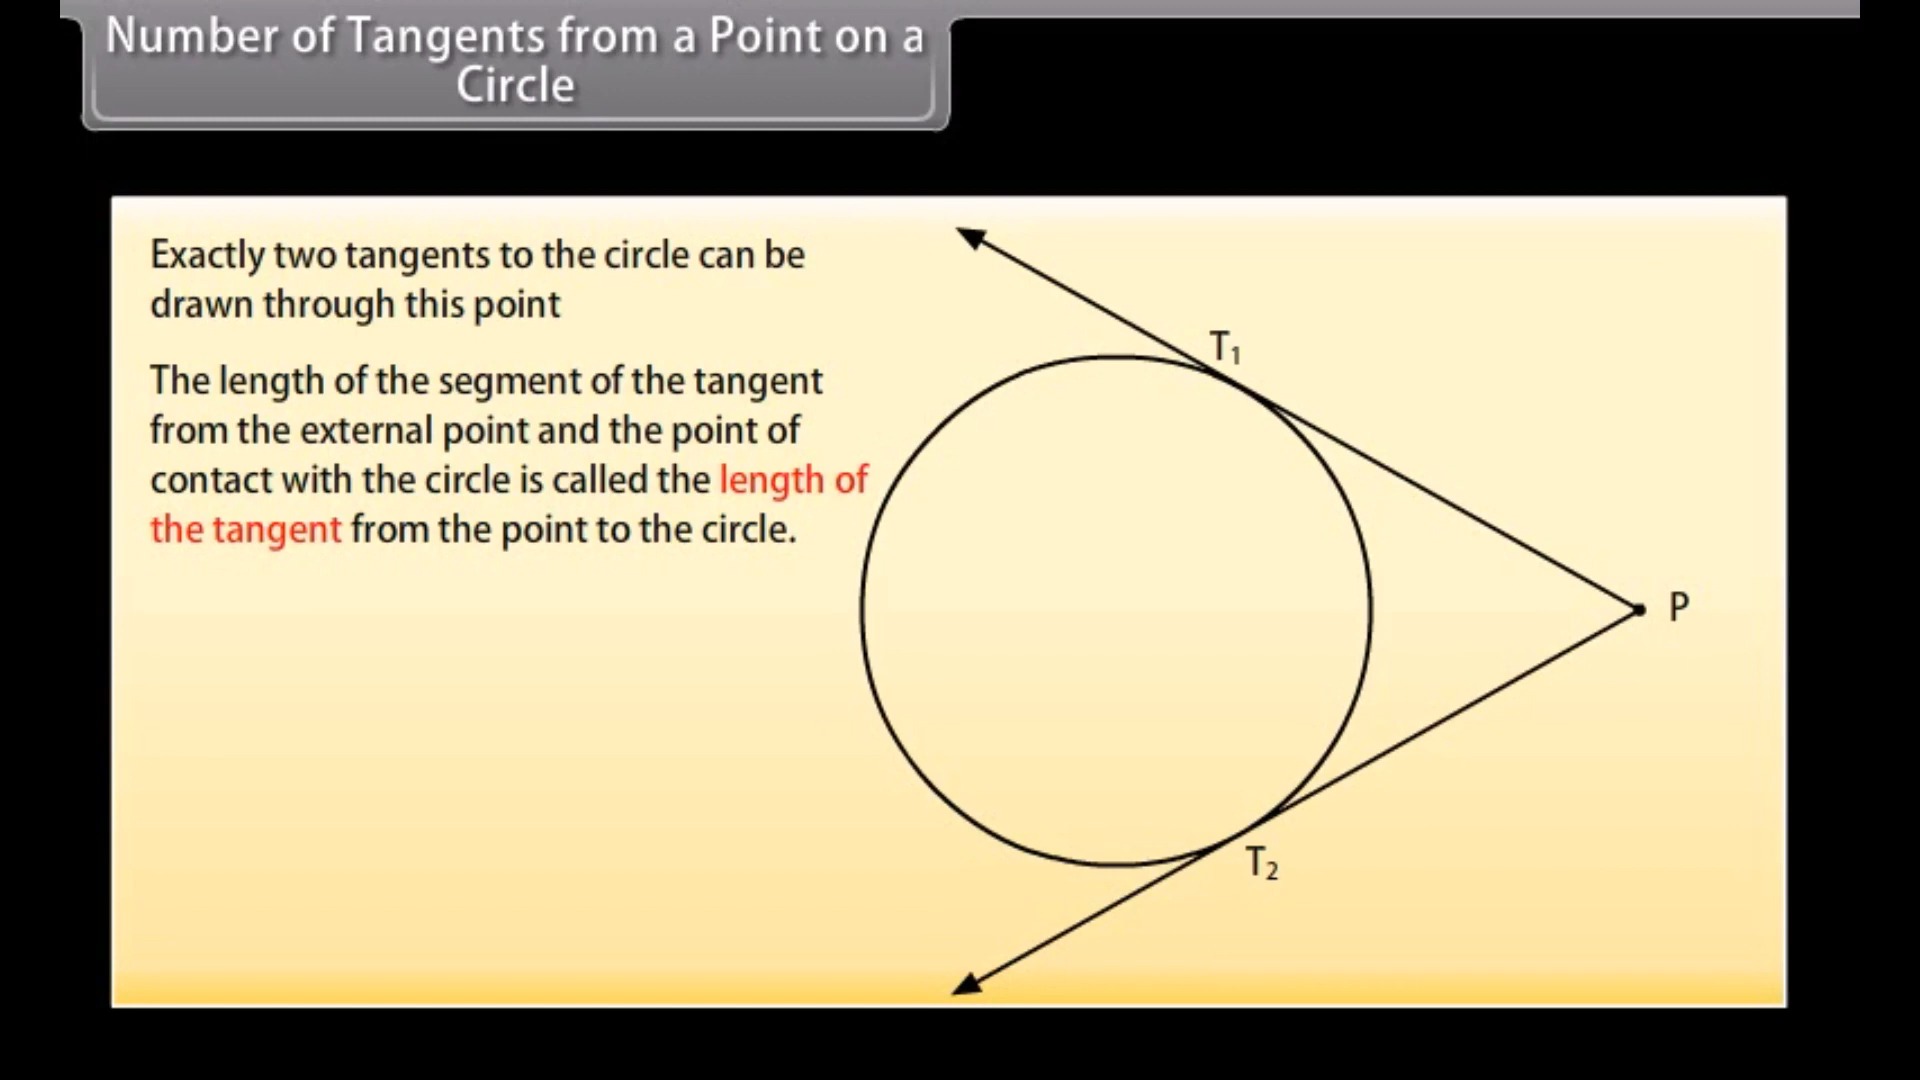 Number of Tangents from a Point on a
Circle
Exactly two tangents to the circle can be
drawn through this point
The length of the segment of the tangent
from the external point and the point of
contact with the circle is called the length of
the tangent from the point to the circle.
T₁
P
T₂